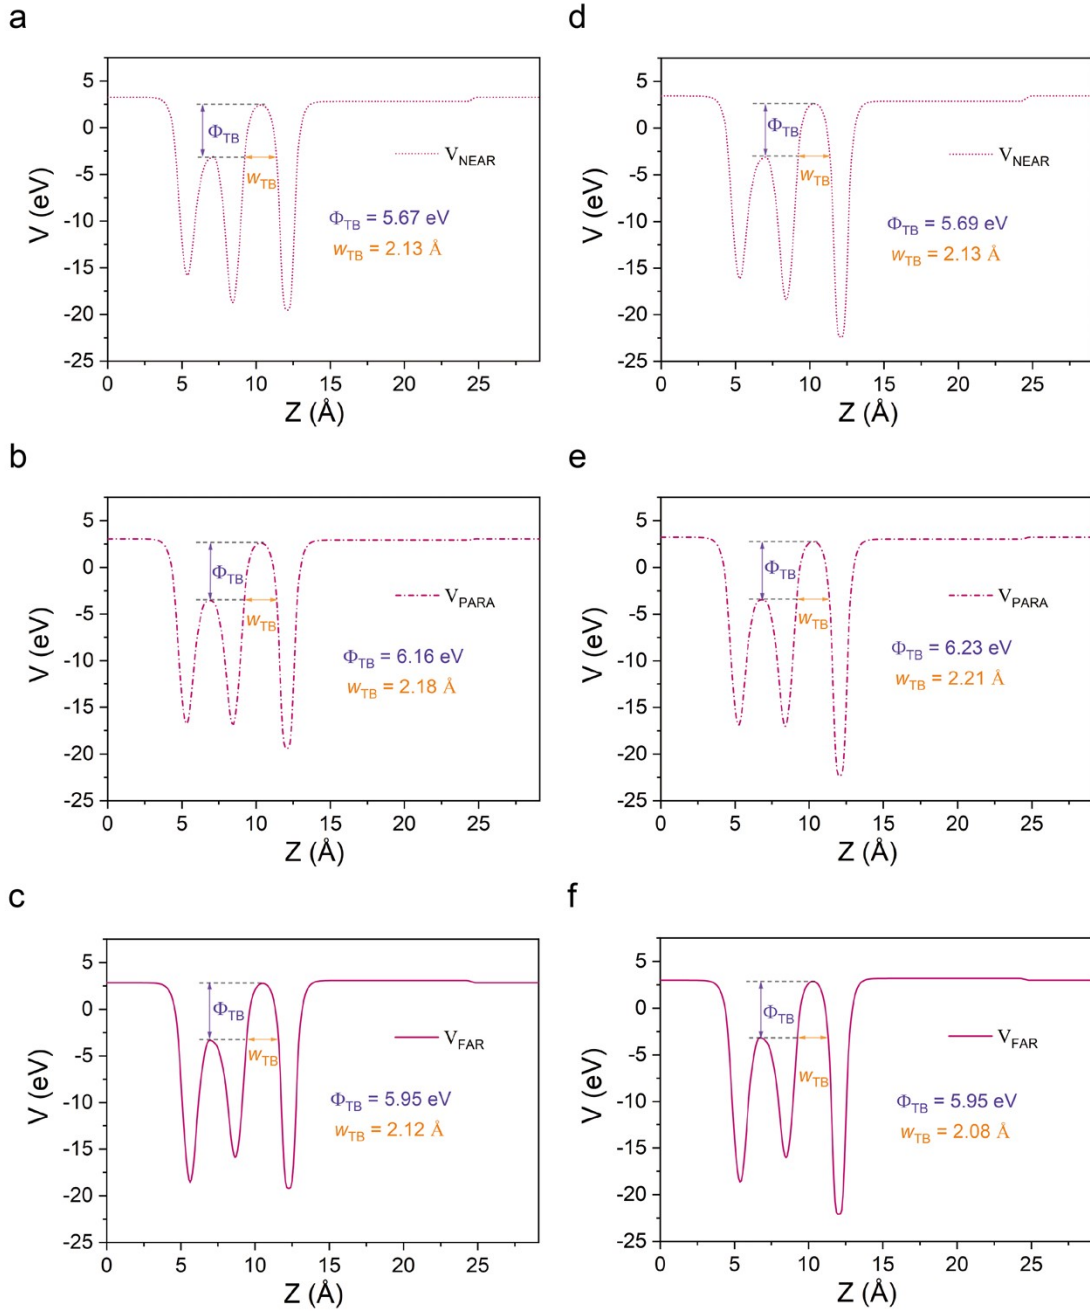 a
5
0
-5
-10
-15
-20
-25
V (eV)
0 5 10 15 20 25
Z (Å)
Φ_TB
w_TB
V_NEAR
Φ_TB = 5.67 eV
w_TB = 2.13 Å
d
5
0
-5
-10
-15
-20
-25
V (eV)
0 5 10 15 20 25
Z (Å)
Φ_TB
w_TB
V_NEAR
Φ_TB = 5.69 eV
w_TB = 2.13 Å
b
5
0
-5
-10
-15
-20
-25
V (eV)
0 5 10 15 20 25
Z (Å)
Φ_TB
w_TB
V_PARA
Φ_TB = 6.16 eV
w_TB = 2.18 Å
e
5
0
-5
-10
-15
-20
-25
V (eV)
0 5 10 15 20 25
Z (Å)
Φ_TB
w_TB
V_PARA
Φ_TB = 6.23 eV
w_TB = 2.21 Å
c
5
0
-5
-10
-15
-20
-25
V (eV)
0 5 10 15 20 25
Z (Å)
Φ_TB
w_TB
V_FAR
Φ_TB = 5.95 eV
w_TB = 2.12 Å
f
5
0
-5
-10
-15
-20
-25
V (eV)
0 5 10 15 20 25
Z (Å)
Φ_TB
w_TB
V_FAR
Φ_TB = 5.95 eV
w_TB = 2.08 Å